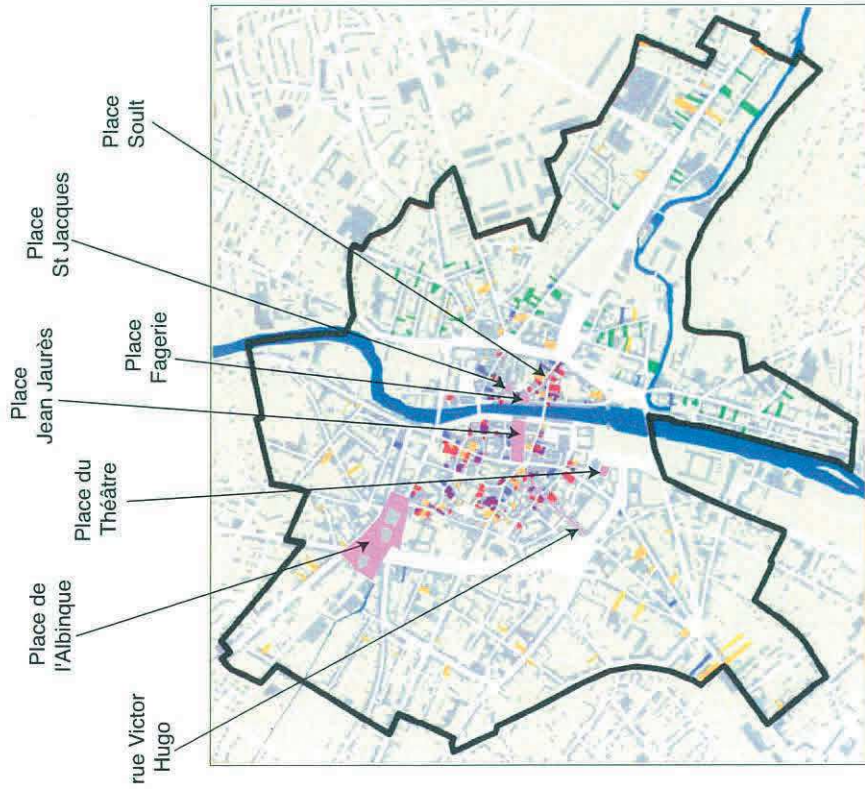 Place de
l'Albinque
Place du
Théâtre
Place
Jean Jaurès
Place
Fagerie
Place
St Jacques
Place
Soult
rue Victor
Hugo